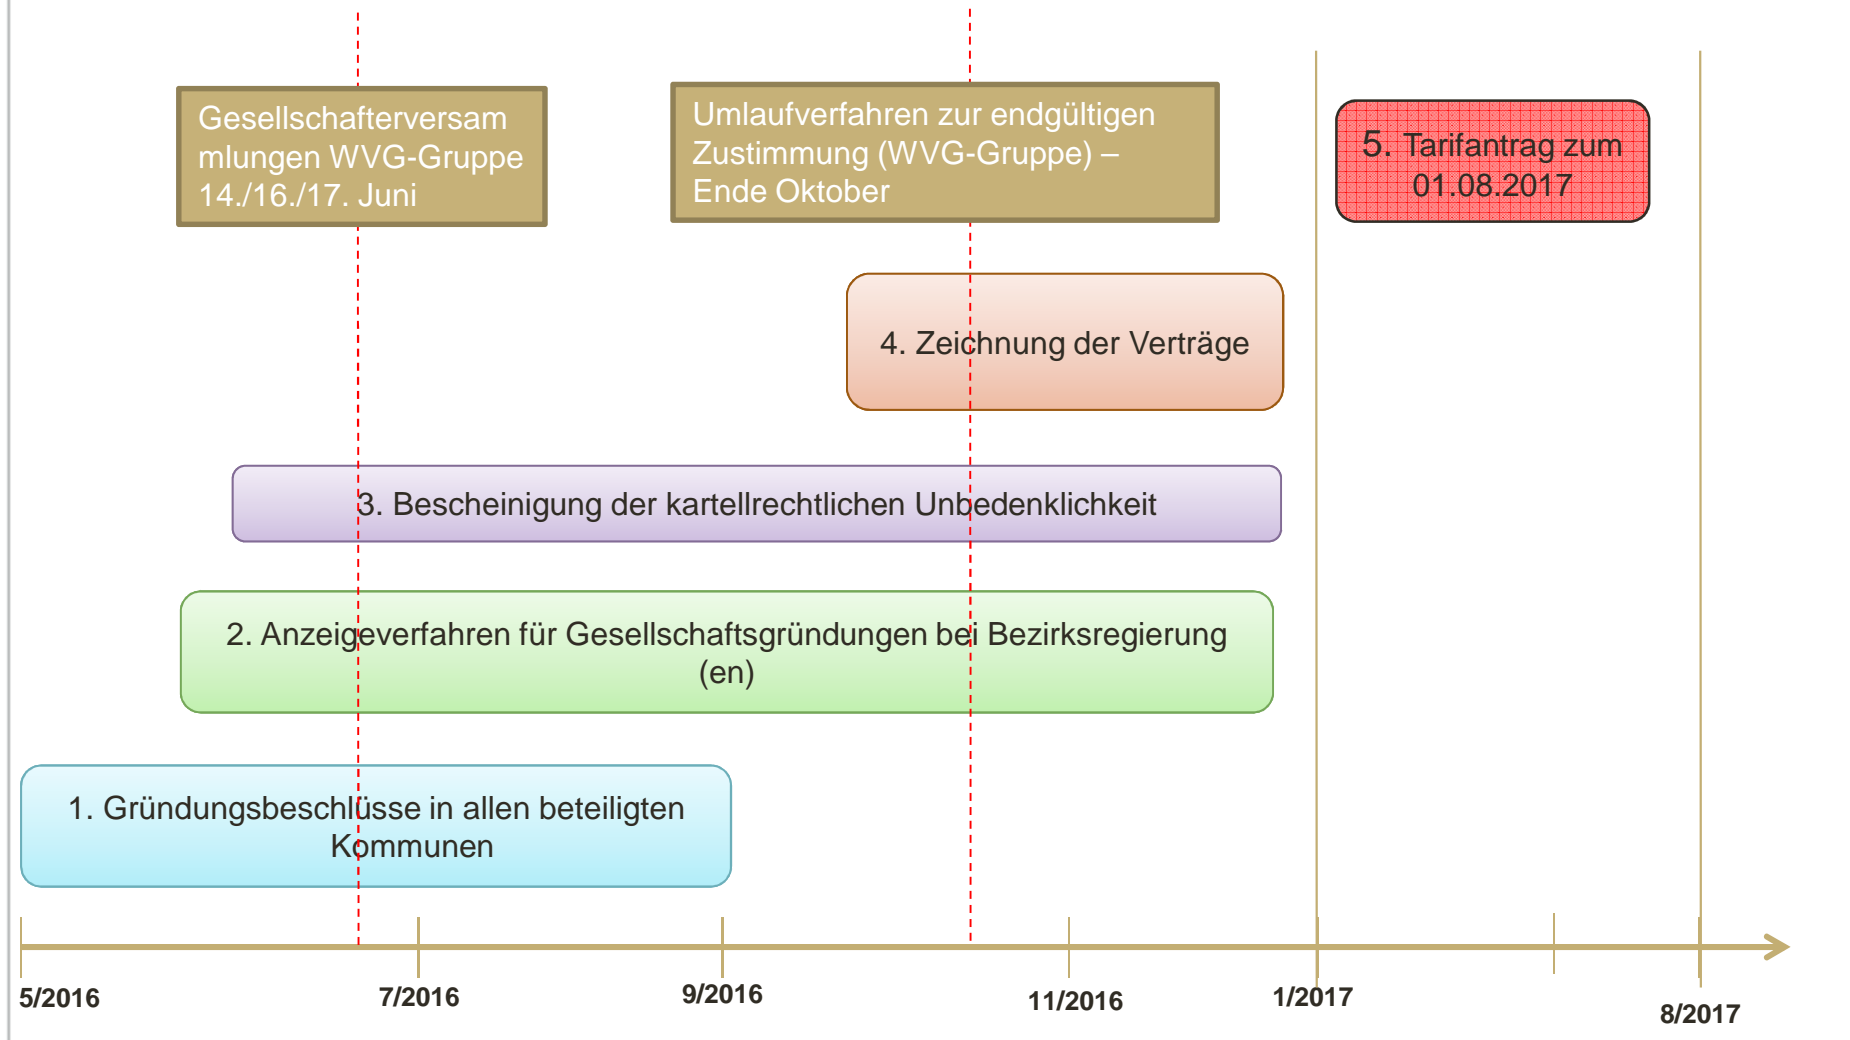 Gesellschafterversam
mlungen WVG-Gruppe
14./16./17. Juni
Umlaufverfahren zur endgültigen
Zustimmung (WVG-Gruppe) –
Ende Oktober
5. Tarifantrag zum
01.08.2017
4. Zeichnung der Verträge
3. Bescheinigung der kartellrechtlichen Unbedenklichkeit
2. Anzeigeverfahren für Gesellschaftsgründungen bei Bezirksregierung
(en)
1. Gründungsbeschlüsse in allen beteiligten
Kommunen
5/2016
7/2016
9/2016
11/2016
1/2017
8/2017